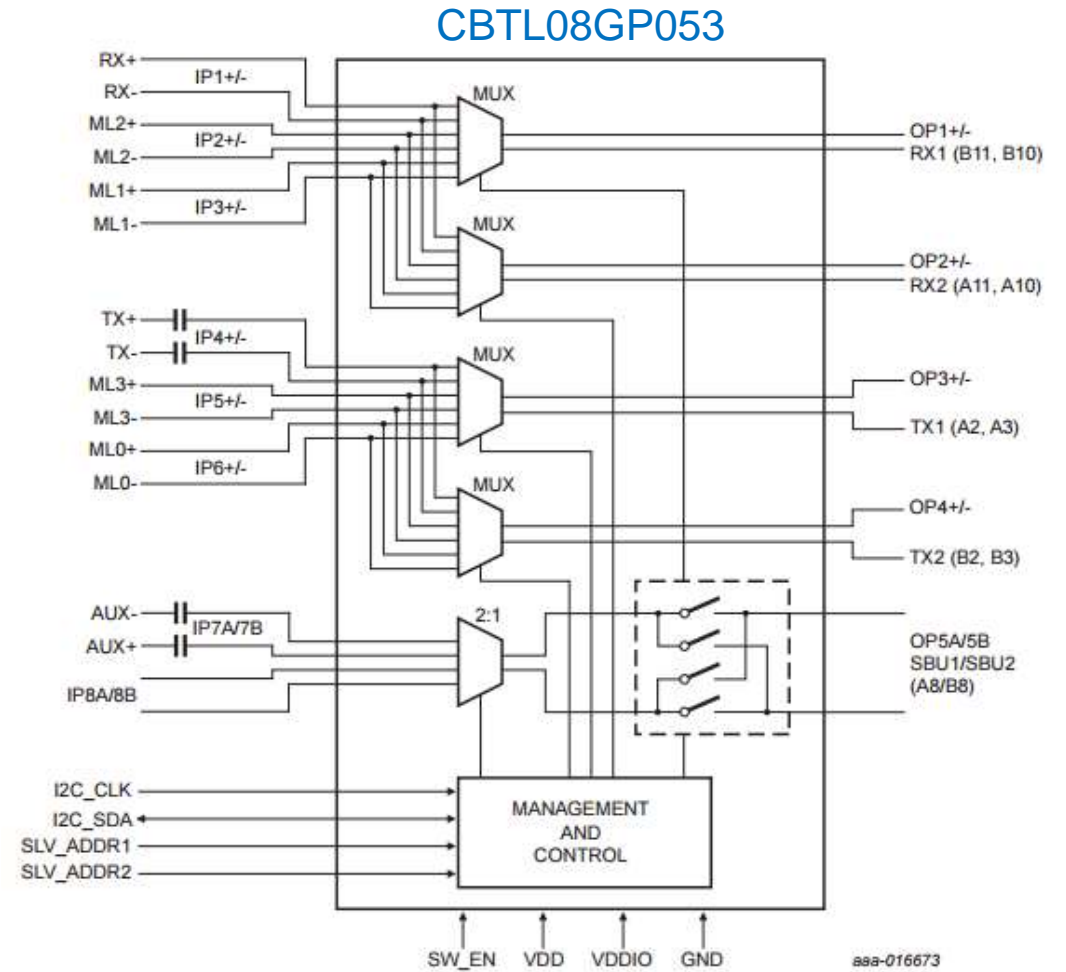 CBTL08GP053
RX+
IP1+/-
RX-
ML2+
IP2+/-
ML2-
ML1+
IP3+/-
ML1-
MUX
OP1+/-
RX1 (B11, B10)
MUX
OP2+/-
RX2 (A11, A10)
TX+
IP4+/-
TX-
ML3+
IP5+/-
ML3-
ML0+
IP6+/-
ML0-
MUX
OP3+/-
TX1 (A2, A3)
MUX
OP4+/-
TX2 (B2, B3)
AUX-
IP7A/7B
AUX+
IP8A/8B
2:1
OP5A/5B
SBU1/SBU2
(A8/B8)
I2C_CLK
I2C_SDA
SLV_ADDR1
SLV_ADDR2
MANAGEMENT
AND
CONTROL
SW_EN VDD VDDIO GND
aaa-016673